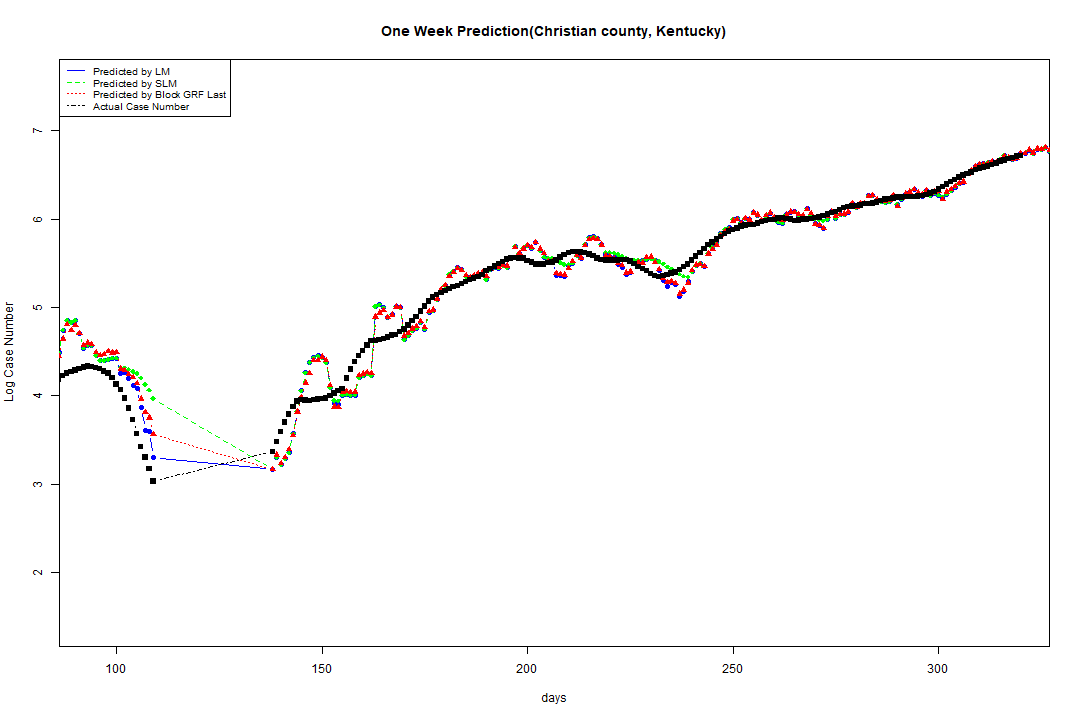 One Week Prediction(Christian county, Kentucky)
Predicted by LM
Predicted by SLM
Predicted by Block GRF Last
Actual Case Number
Log Case Number
7
6
5
4
3
2
100 150 200 250 300
days